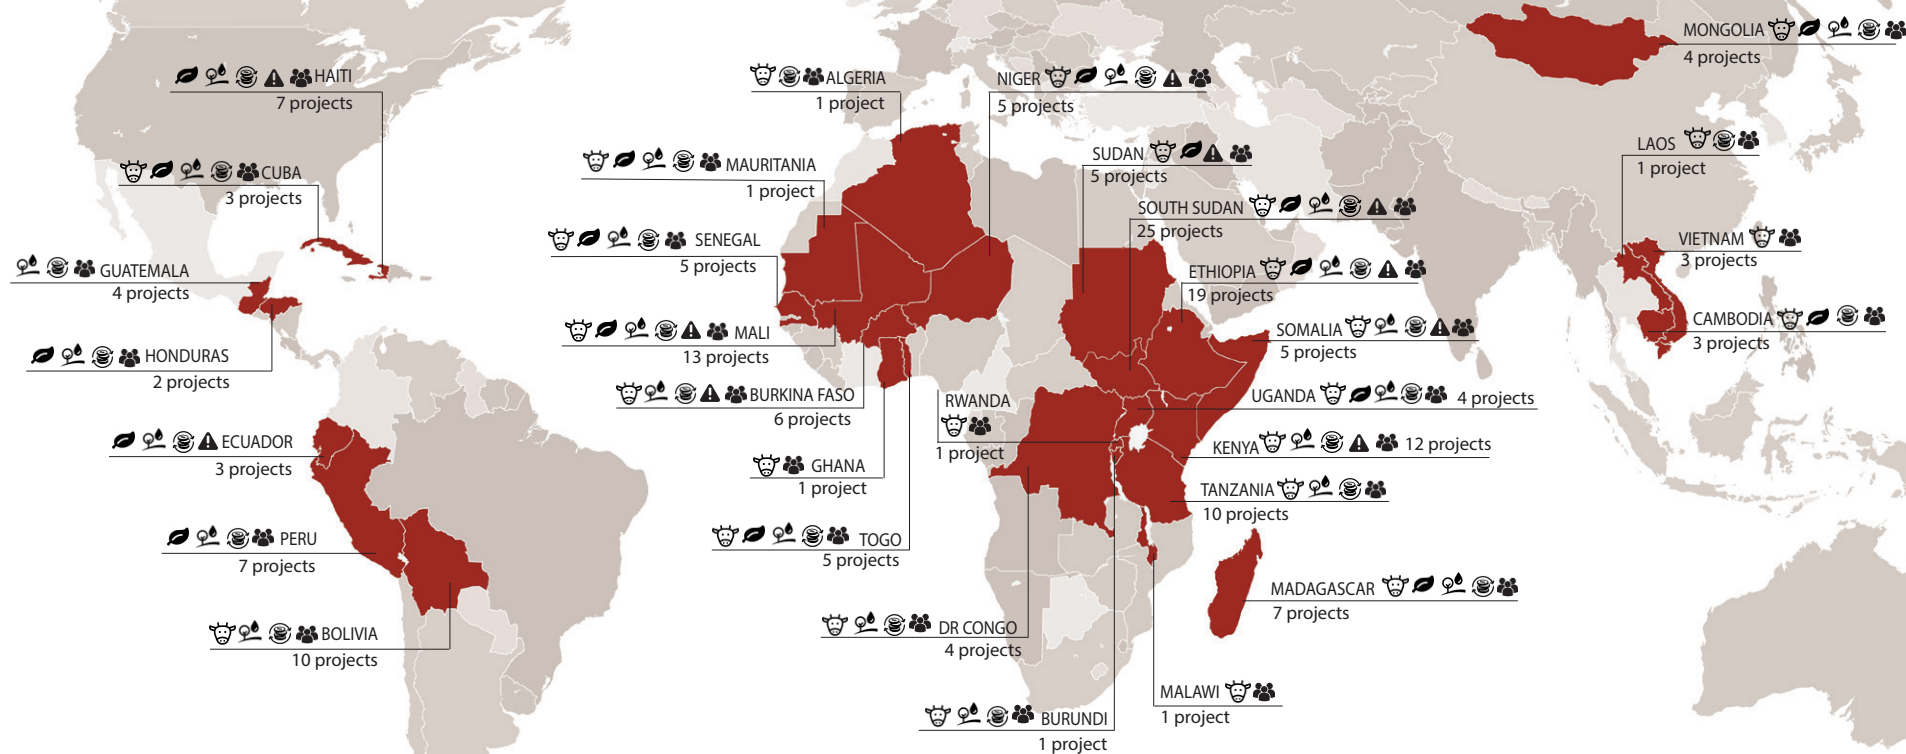 HAITI
7 projects
CUBA
3 projects
GUATEMALA
4 projects
HONDURAS
2 projects
ECUADOR
3 projects
PERU
7 projects
BOLIVIA
10 projects
ALGERIA
1 project
MAURITANIA
1 project
SENEGAL
5 projects
MALI
13 projects
BURKINA FASO
6 projects
GHANA
1 project
TOGO
5 projects
DR CONGO
4 projects
BURUNDI
1 project
NIGER
5 projects
SUDAN
5 projects
SOUTH SUDAN
25 projects
ETHIOPIA
19 projects
SOMALIA
5 projects
RWANDA
1 project
UGANDA 4 projects
KENYA 12 projects
TANZANIA
10 projects
MADAGASCAR
7 projects
MALAWI
1 project
MONGOLIA
4 projects
LAOS
1 project
VIETNAM
3 projects
CAMBODIA
3 projects